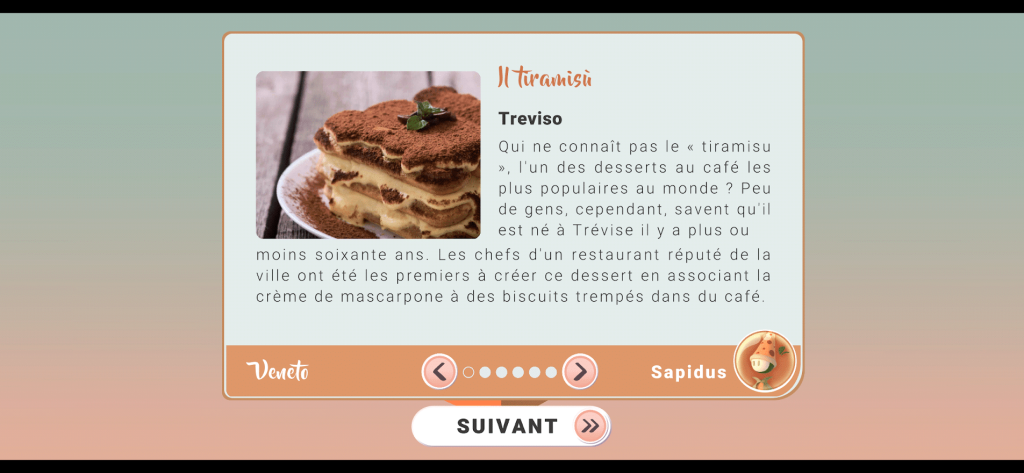 Il tiramisù
Treviso
Qui ne connaît pas le « tiramisu
», l'un des desserts au café les
plus populaires au monde ? Peu
de gens, cependant, savent qu'il
est né à Trévise il y a plus ou
moins soixante ans. Les chefs d'un restaurant réputé de la
ville ont été les premiers à créer ce dessert en associant la
crème de mascarpone à des biscuits trempés dans du café.
Veneto
Sapidus
SUIVANT